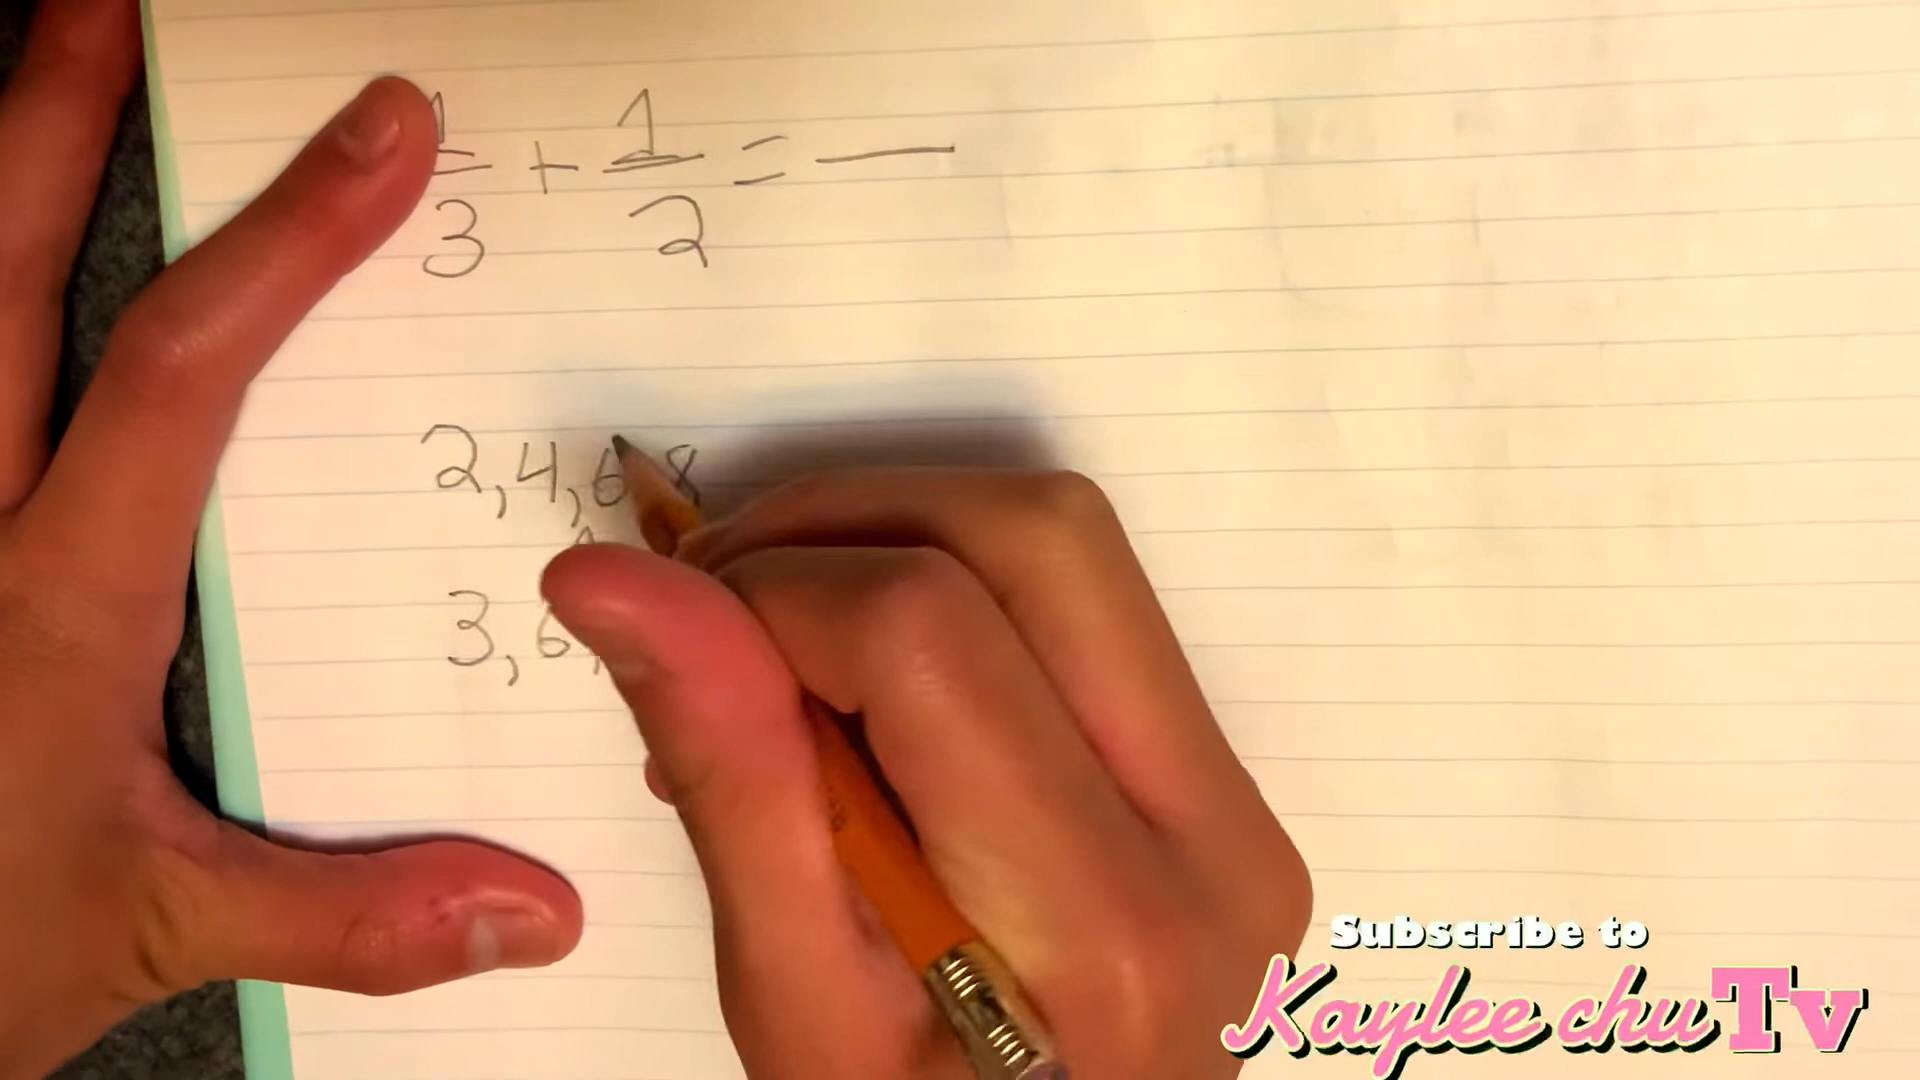 1/3 + 1/2 = —
2, 4, 6 8
3, 6,
Subscribe to
Kaylee chu Tv